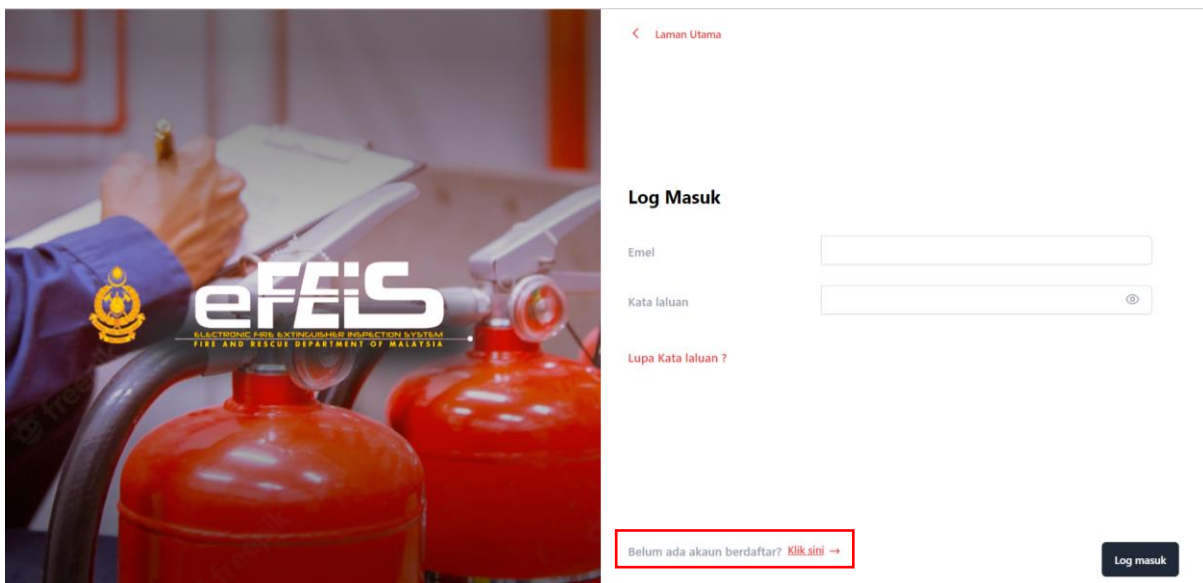 eFEiS
ELECTRONIC FIRE EXTINGUISHER INSPECTION SYSTEM
FIRE AND RESCUE DEPARTMENT OF MALAYSIA
Laman Utama
Log Masuk
Emel
Kata laluan
Lupa Kata laluan ?
Belum ada akaun berdaftar? Klik sini →
Log masuk